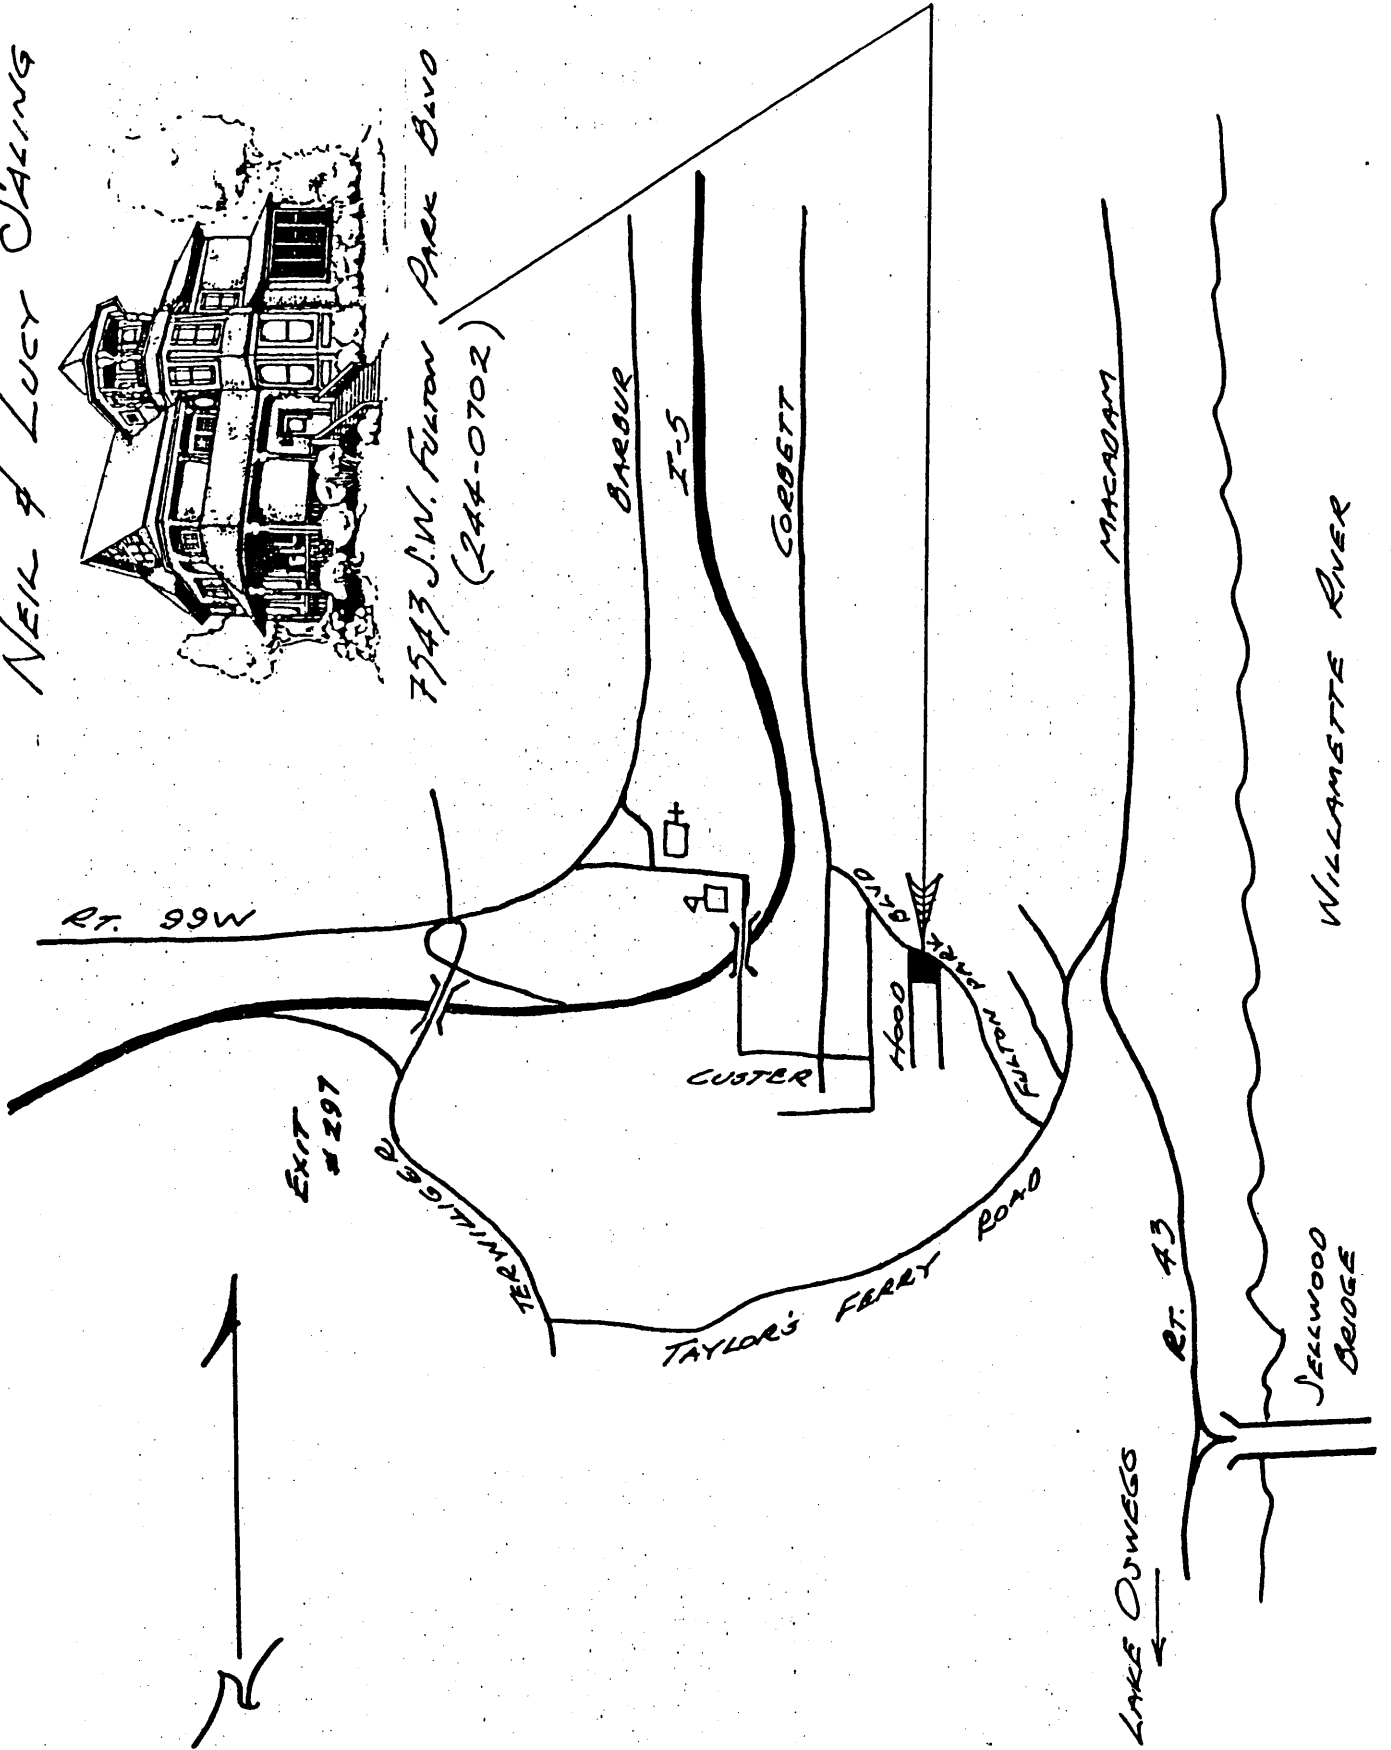 NEIL & LUCY SALING
7543 S.W. FULTON PARK BLVD
(244-0702)
RT. 99W
BARBUR
I-5
CORBETT
MACADAM
EXIT
# 297
TERWILLIGER
CUSTER
HOOD
FULTON PARK BLVD
TAYLOR'S FERRY ROAD
RT. 43
WILLAMETTE RIVER
SELLWOOD
BRIDGE
LAKE OSWEGO
N